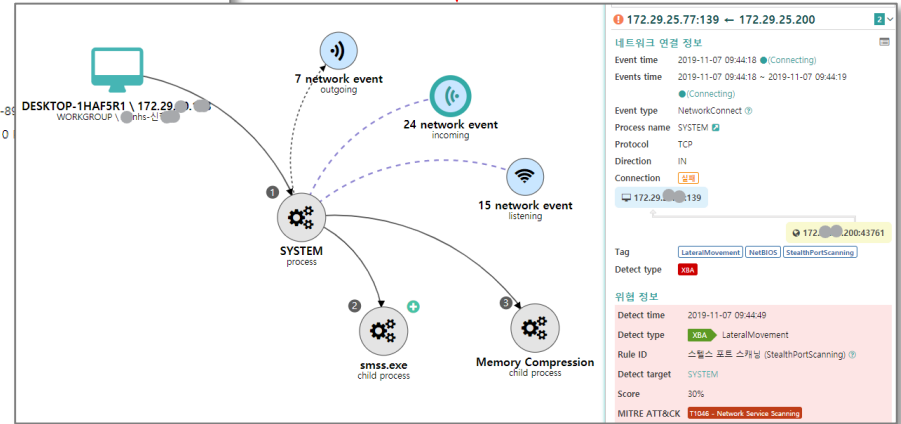 7 network event
outgoing
DESKTOP-1HAF5R1 \ 172.29.
WORKGROUP \ nhs-신
24 network event
incoming
15 network event
listening
1
SYSTEM
process
2
smss.exe
child process
3
Memory Compression
child process
172.29.25.77:139 ← 172.29.25.200
2
네트워크 연결 정보
Event time 2019-11-07 09:44:18 (Connecting)
Events time 2019-11-07 09:44:18 ~ 2019-11-07 09:44:19
(Connecting)
Event type NetworkConnect
Process name SYSTEM
Protocol TCP
Direction IN
Connection 실패
172.29. :139
172. .200:43761
Tag LateralMovement NetBIOS StealthPortScanning
Detect type XBA
위협 정보
Detect time 2019-11-07 09:44:49
Detect type XBA LateralMovement
Rule ID 스텔스 포트 스캐닝 (StealthPortScanning)
Detect target SYSTEM
Score 30%
MITRE ATT&CK T1046 - Network Service Scanning